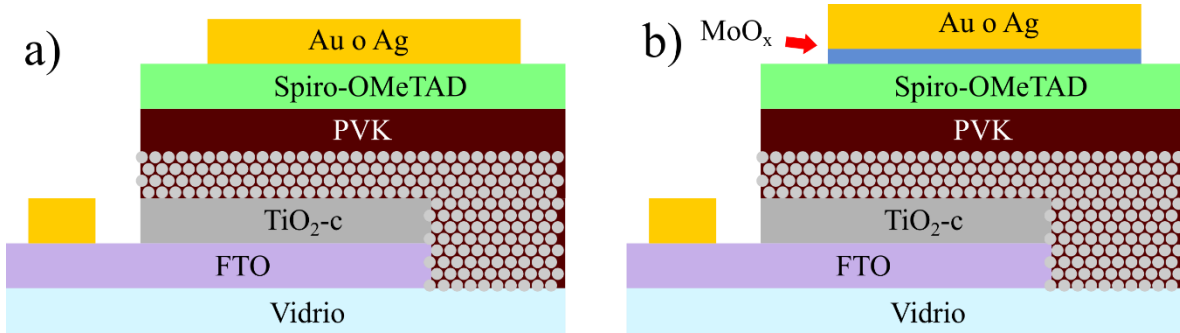 a)
Au o Ag
Spiro-OMeTAD
PVK
TiO₂-c
FTO
Vidrio
b)
MoOₓ
Au o Ag
Spiro-OMeTAD
PVK
TiO₂-c
FTO
Vidrio